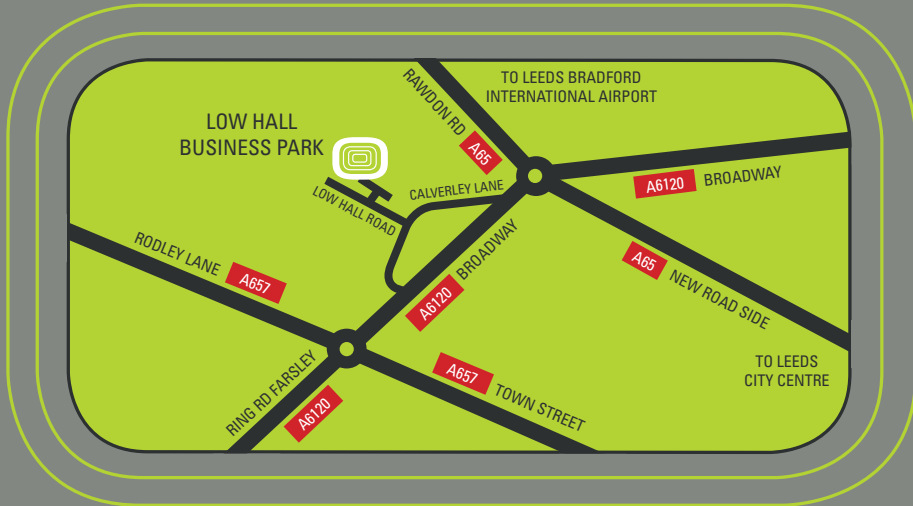 RAWDON RD
A65
TO LEEDS BRADFORD
INTERNATIONAL AIRPORT
LOW HALL
BUSINESS PARK
A6120
BROADWAY
CALVERLEY LANE
LOW HALL ROAD
A6120
BROADWAY
A65
NEW ROAD SIDE
RODLEY LANE
A657
TO LEEDS
CITY CENTRE
RING RD FARSLEY
A6120
A657
TOWN STREET